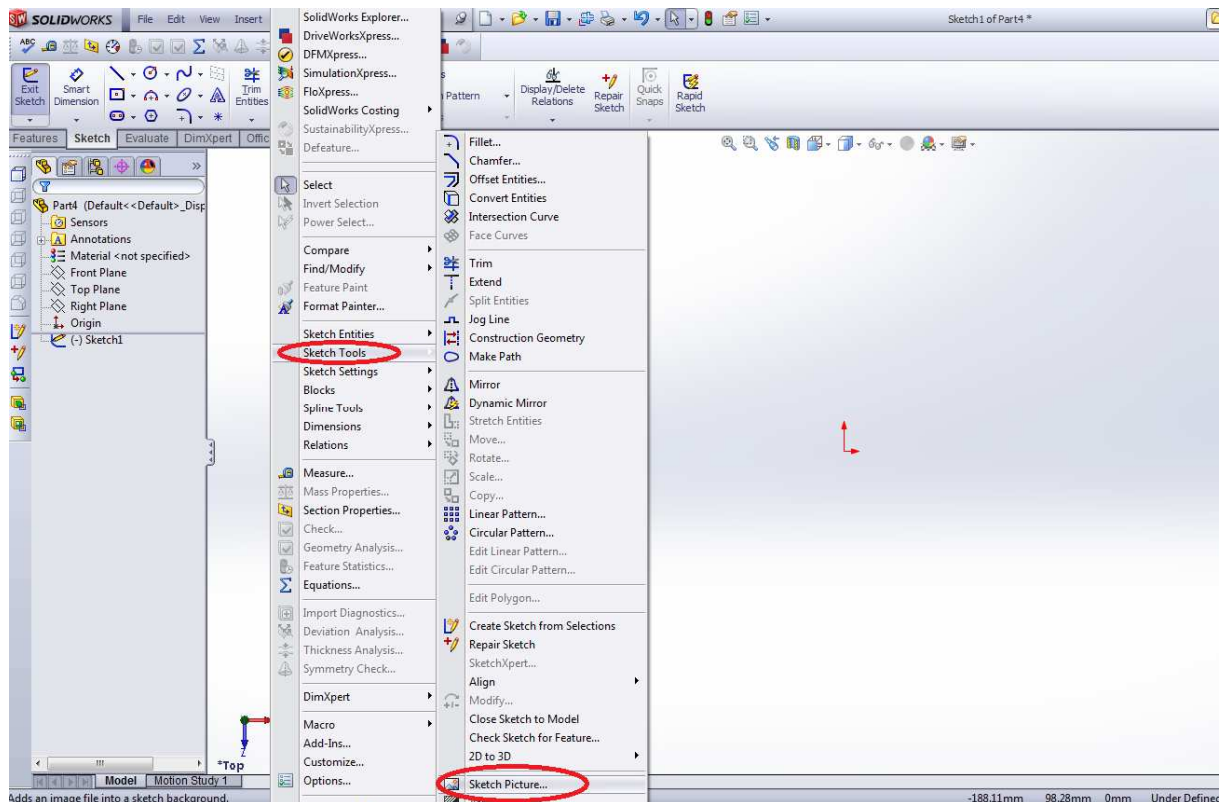 SOLIDWORKS File Edit View Insert
Sketch1 of Part4 *
Exit Sketch
Smart Dimension
Trim Entities
Pattern
Display/Delete Relations
Repair Sketch
Quick Snaps
Rapid Sketch
Features Sketch Evaluate DimXpert Offic
Part4 (Default<<Default>_Disp
Sensors
Annotations
Material <not specified>
Front Plane
Top Plane
Right Plane
Origin
(-) Sketch1
SolidWorks Explorer...
DriveWorksXpress...
DFMXpress...
SimulationXpress...
FloXpress...
SolidWorks Costing
SustainabilityXpress...
Defeature...
Select
Invert Selection
Power Select...
Compare
Find/Modify
Feature Paint
Format Painter...
Sketch Entities
Sketch Tools
Sketch Settings
Blocks
Spline Tools
Dimensions
Relations
Measure...
Mass Properties...
Section Properties...
Check...
Geometry Analysis...
Feature Statistics...
Equations...
Import Diagnostics...
Deviation Analysis...
Thickness Analysis...
Symmetry Check...
DimXpert
Macro
Add-Ins...
Customize...
Options...
Fillet...
Chamfer...
Offset Entities...
Convert Entities
Intersection Curve
Face Curves
Trim
Extend
Split Entities
Jog Line
Construction Geometry
Make Path
Mirror
Dynamic Mirror
Stretch Entities
Move...
Rotate...
Scale...
Copy...
Linear Pattern...
Circular Pattern...
Edit Linear Pattern...
Edit Circular Pattern...
Edit Polygon...
Create Sketch from Selections
Repair Sketch
SketchXpert...
Align
Modify...
Close Sketch to Model
Check Sketch for Feature...
2D to 3D
Sketch Picture...
Z
*Top
Model Motion Study 1
Adds an image file into a sketch background.
-188.11mm 98.28mm 0mm Under Defined